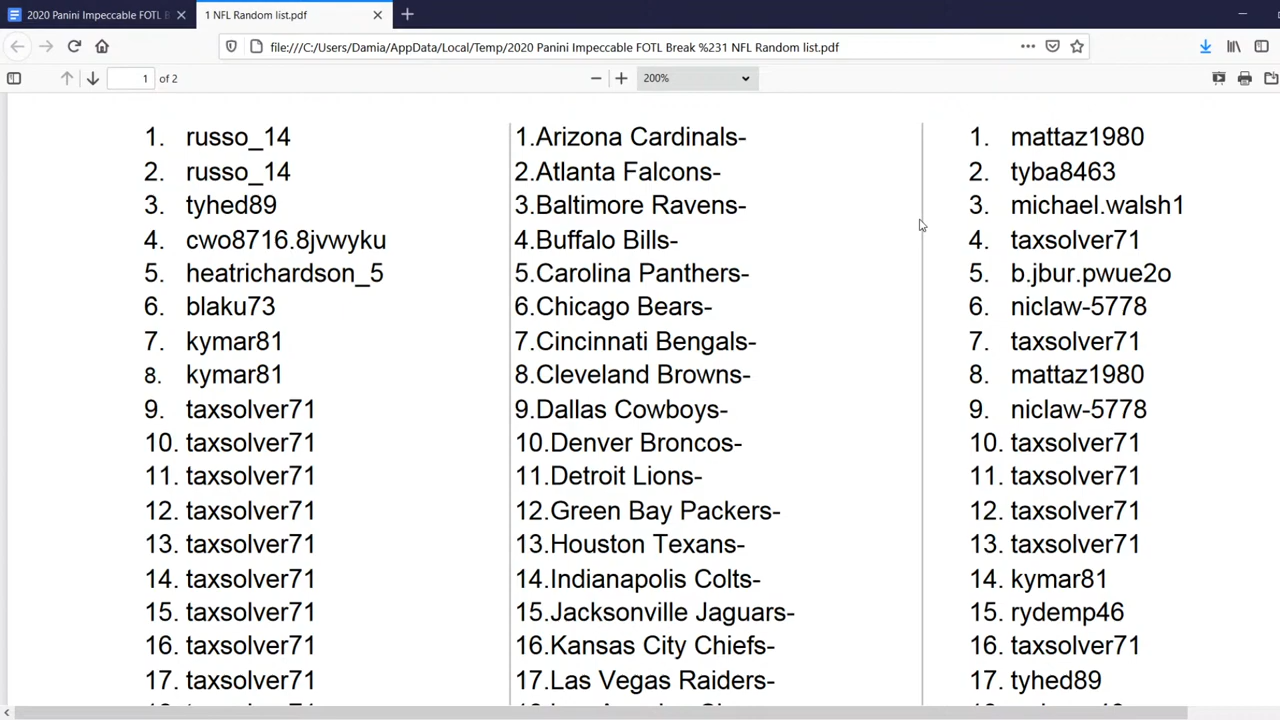 2020 Panini Impeccable FOTL B
1 NFL Random list.pdf
file:///C:/Users/Damia/AppData/Local/Temp/2020 Panini Impeccable FOTL Break %231 NFL Random list.pdf
1 of 2
200%
1. russo_14
2. russo_14
3. tyhed89
4. cwo8716.8jvwyku
5. heatrichardson_5
6. blaku73
7. kymar81
8. kymar81
9. taxsolver71
10. taxsolver71
11. taxsolver71
12. taxsolver71
13. taxsolver71
14. taxsolver71
15. taxsolver71
16. taxsolver71
17. taxsolver71
1.Arizona Cardinals-
2.Atlanta Falcons-
3.Baltimore Ravens-
4.Buffalo Bills-
5.Carolina Panthers-
6.Chicago Bears-
7.Cincinnati Bengals-
8.Cleveland Browns-
9.Dallas Cowboys-
10.Denver Broncos-
11.Detroit Lions-
12.Green Bay Packers-
13.Houston Texans-
14.Indianapolis Colts-
15.Jacksonville Jaguars-
16.Kansas City Chiefs-
17.Las Vegas Raiders-
1. mattaz1980
2. tyba8463
3. michael.walsh1
4. taxsolver71
5. b.jbur.pwue2o
6. niclaw-5778
7. taxsolver71
8. mattaz1980
9. niclaw-5778
10. taxsolver71
11. taxsolver71
12. taxsolver71
13. taxsolver71
14. kymar81
15. rydemp46
16. taxsolver71
17. tyhed89